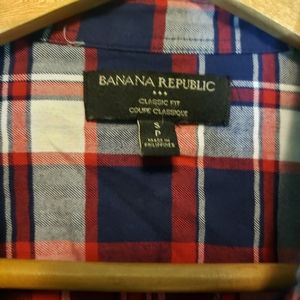 BANANA REPUBLIC
CLASSIC FIT
COUPE CLASSIQUE
S
P
MADE IN
PHILIPPINES